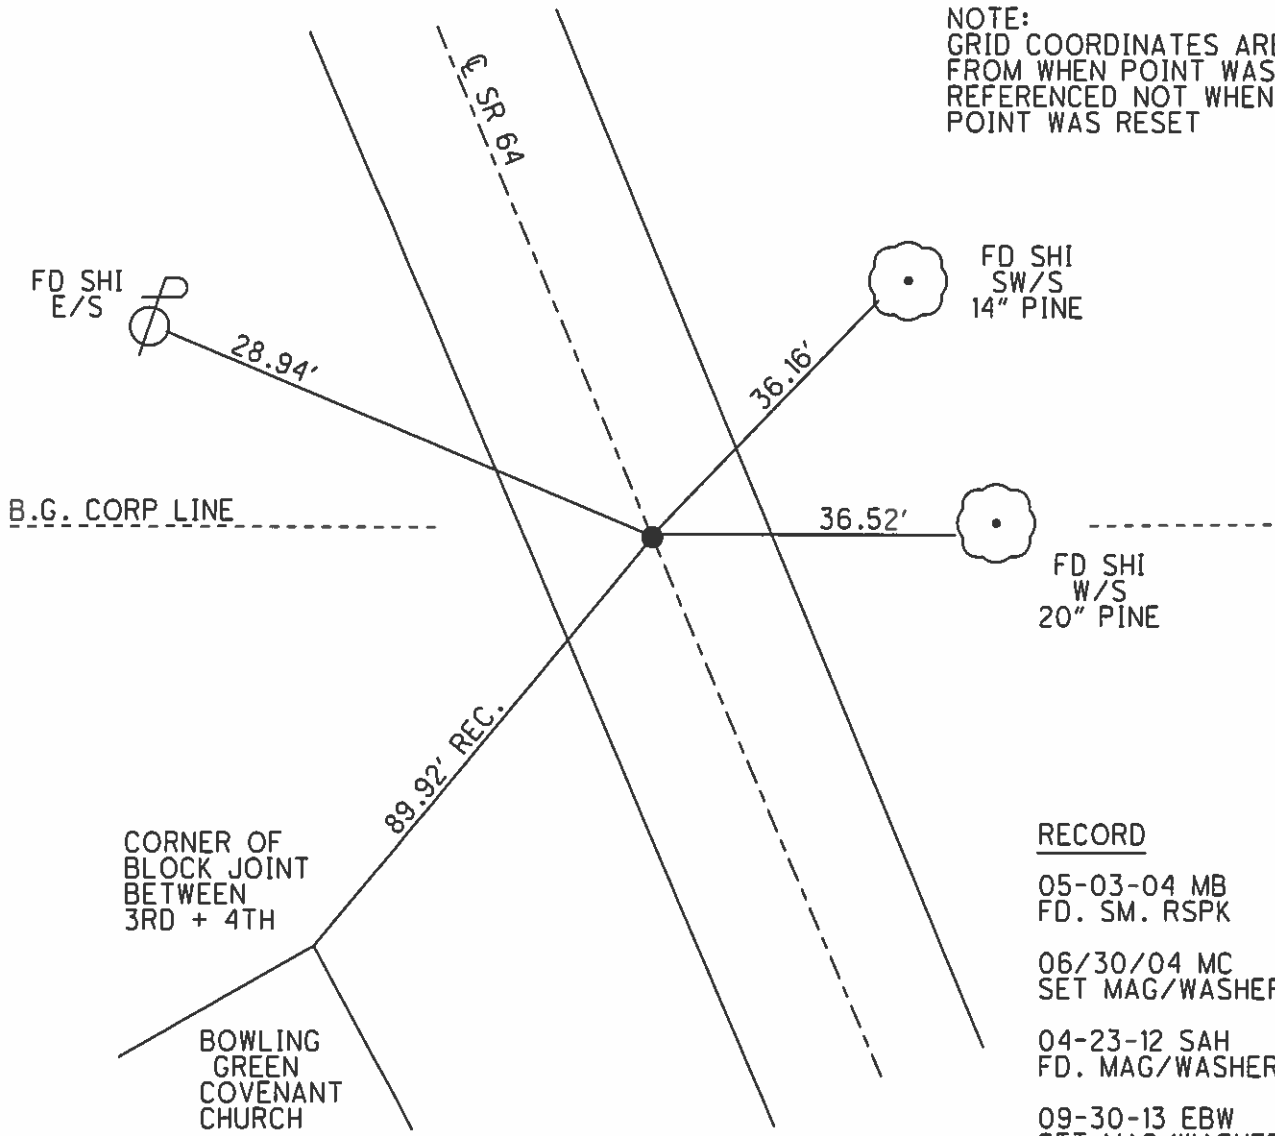 NOTE:
GRID COORDINATES ARE
FROM WHEN POINT WAS
REFERENCED NOT WHEN
POINT WAS RESET
℄ SR 64
FD SHI
E/S
28.94'
FD SHI
SW/S
14" PINE
36.16'
B.G. CORP LINE
36.52'
FD SHI
W/S
20" PINE
89.92' REC.
CORNER OF
BLOCK JOINT
BETWEEN
3RD + 4TH
BOWLING
GREEN
COVENANT
CHURCH
RECORD
05-03-04 MB
FD. SM. RSPK
06/30/04 MC
SET MAG/WASHER
04-23-12 SAH
FD. MAG/WASHER
09-30-13 EBW
SET MAG/WASHER